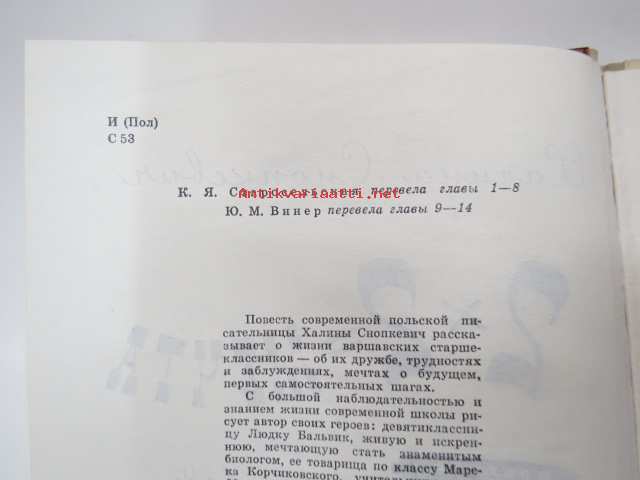 И (Пол)
С 53
К. Я. Старосельская перевела главы 1—8
Antikvariaatti.net
Ю. М. Винер перевела главы 9—14
Повесть современной польской пи-
сательницы Халины Снопкевич расска-
зывает о жизни варшавских старше-
классников — об их дружбе, трудностях
и заблуждениях, мечтах о будущем,
первых самостоятельных шагах.
С большой наблюдательностью и
знанием жизни современной школы ри-
сует автор своих героев: девятиклассни-
цу Людку Бальвик, живую и искрен-
нюю, мечтающую стать знаменитым
биологом, ее товарища по классу Маре-
ка Корчиковского,